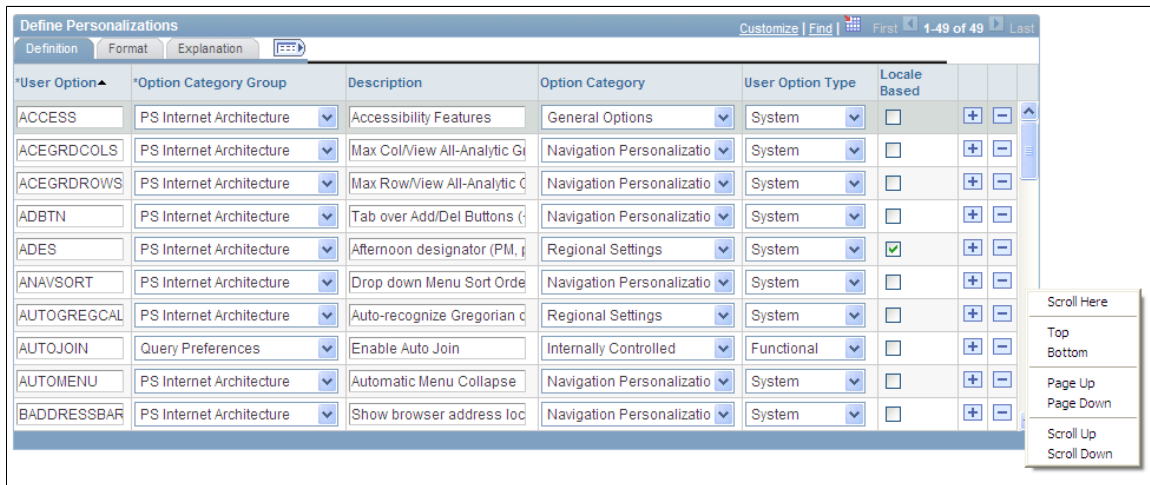 Define Personalizations
Customize | Find | First 1-49 of 49 Last
Definition Format Explanation
*User Option *Option Category Group Description Option Category User Option Type Locale Based
ACCESS PS Internet Architecture Accessibility Features General Options System
ACEGRDCOLS PS Internet Architecture Max Col/View All-Analytic Gr Navigation Personalizatio System
ACEGRDROWS PS Internet Architecture Max Row/View All-Analytic G Navigation Personalizatio System
ADBTN PS Internet Architecture Tab over Add/Del Buttons (- Navigation Personalizatio System
ADES PS Internet Architecture Afternoon designator (PM, p Regional Settings System
ANAVSORT PS Internet Architecture Drop down Menu Sort Orde Navigation Personalizatio System
AUTOGREGCAL PS Internet Architecture Auto-recognize Gregorian d Regional Settings System
AUTOJOIN Query Preferences Enable Auto Join Internally Controlled Functional
AUTOMENU PS Internet Architecture Automatic Menu Collapse Navigation Personalizatio System
BADDRESSBAR PS Internet Architecture Show browser address loc Navigation Personalizatio System
Scroll Here
Top
Bottom
Page Up
Page Down
Scroll Up
Scroll Down